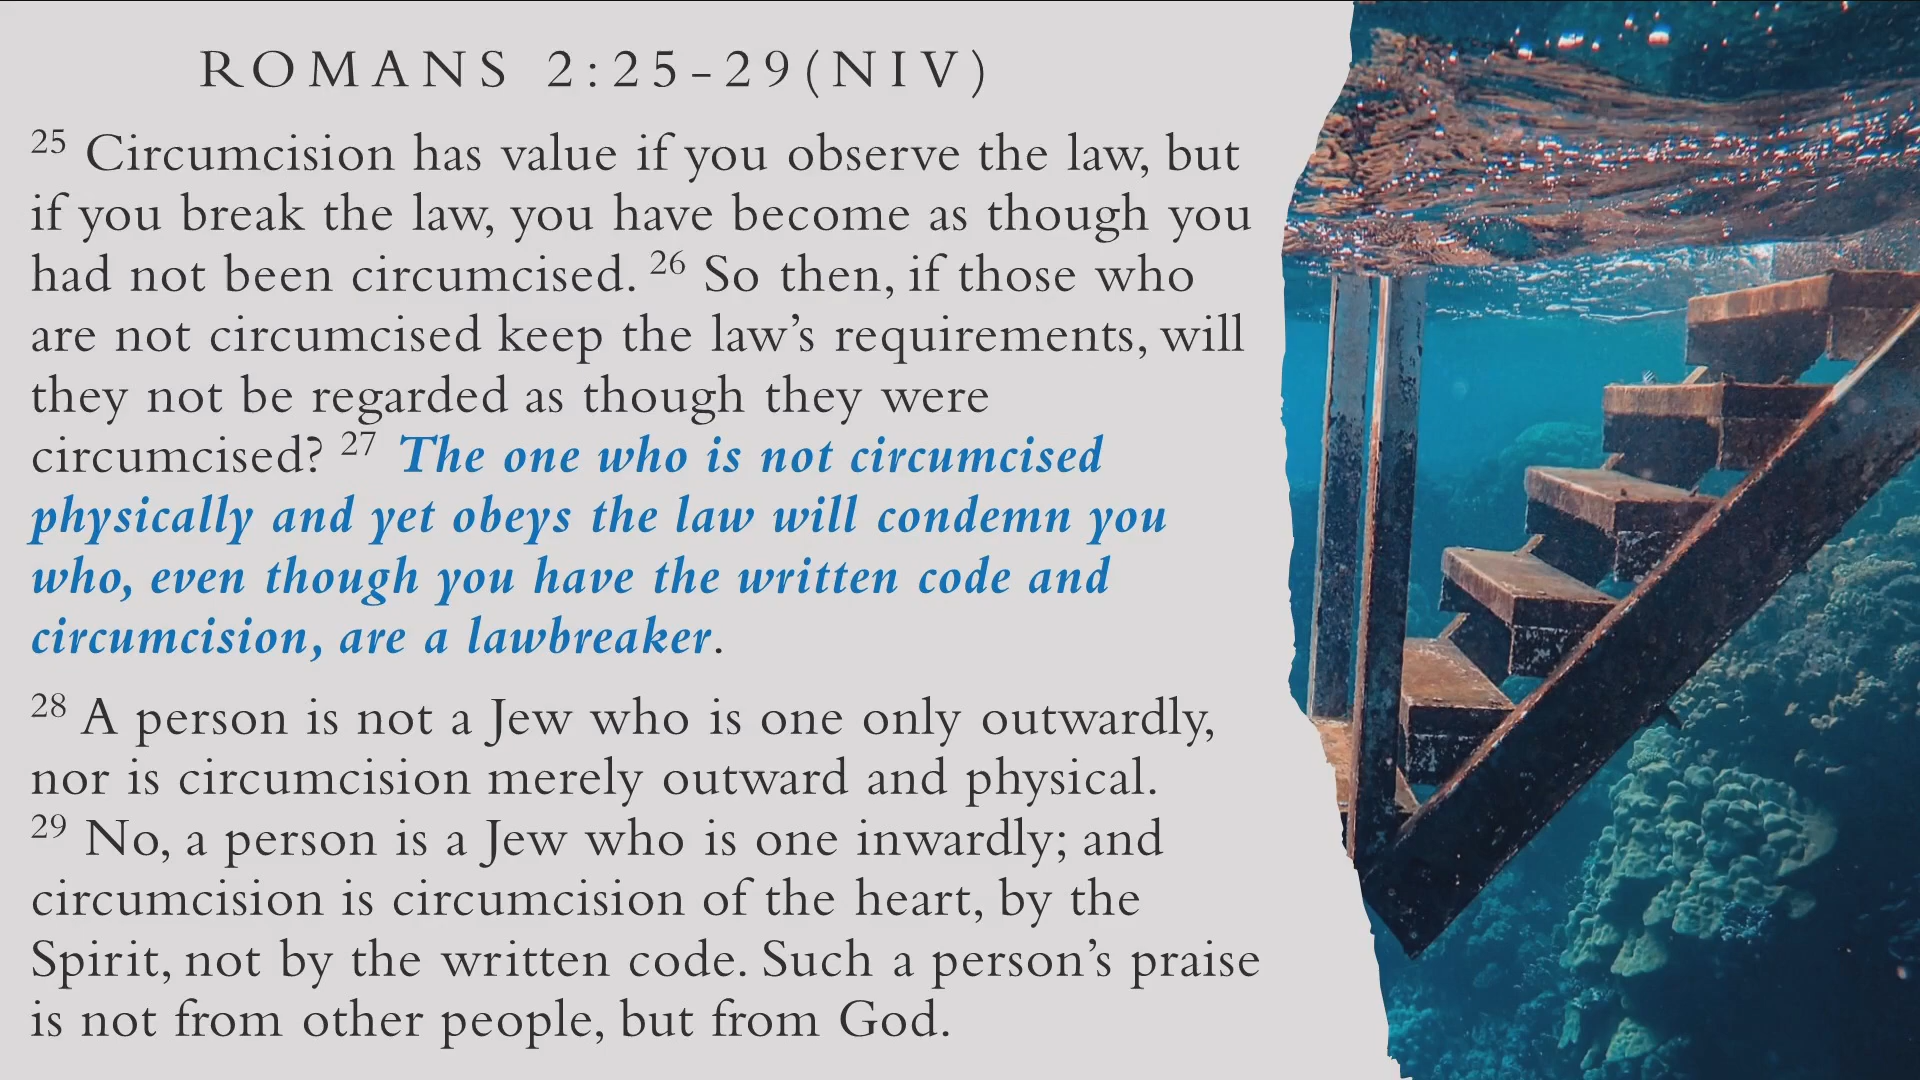 ROMANS 2:25-29(NIV)
25 Circumcision has value if you observe the law, but
if you break the law, you have become as though you
had not been circumcised. 26 So then, if those who
are not circumcised keep the law’s requirements, will
they not be regarded as though they were
circumcised? 27 The one who is not circumcised
physically and yet obeys the law will condemn you
who, even though you have the written code and
circumcision, are a lawbreaker.
28 A person is not a Jew who is one only outwardly,
nor is circumcision merely outward and physical.
29 No, a person is a Jew who is one inwardly; and
circumcision is circumcision of the heart, by the
Spirit, not by the written code. Such a person’s praise
is not from other people, but from God.